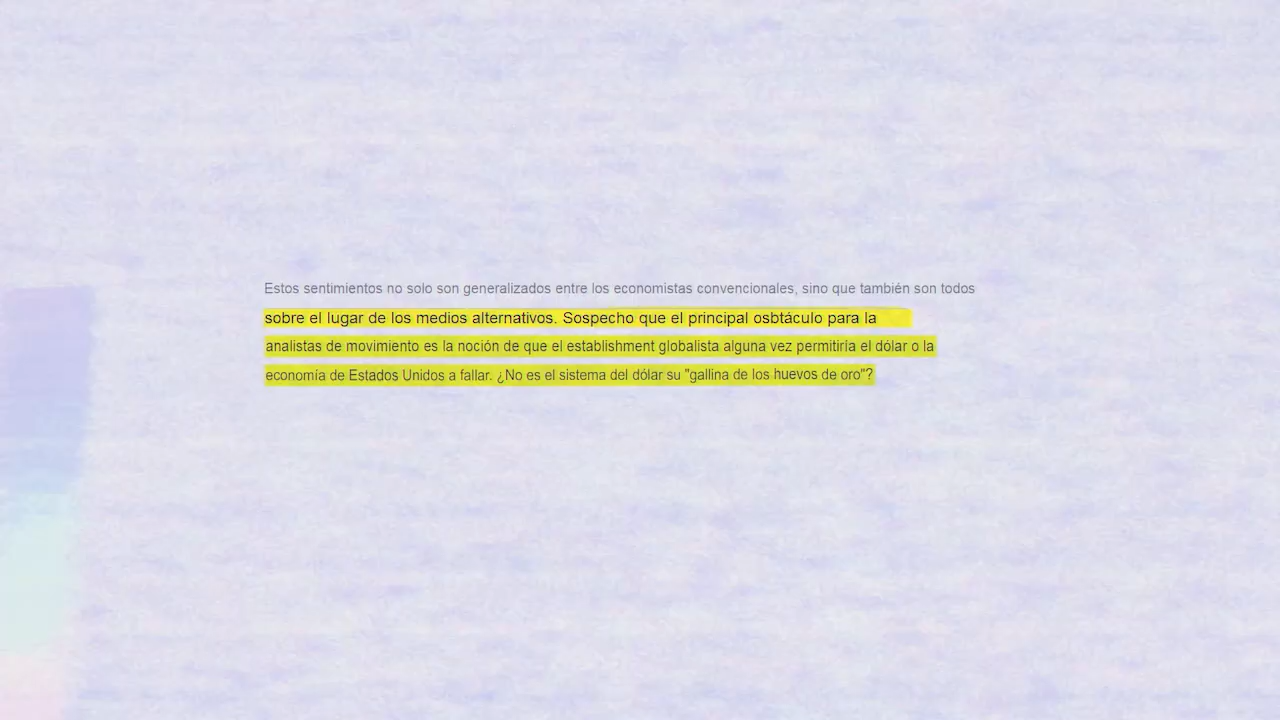 Estos sentimientos no solo son generalizados entre los economistas convencionales, sino que también son todos
sobre el lugar de los medios alternativos. Sospecho que el principal osbtáculo para la
analistas de movimiento es la noción de que el establishment globalista alguna vez permitiría el dólar o la
economía de Estados Unidos a fallar. ¿No es el sistema del dólar su "gallina de los huevos de oro"?